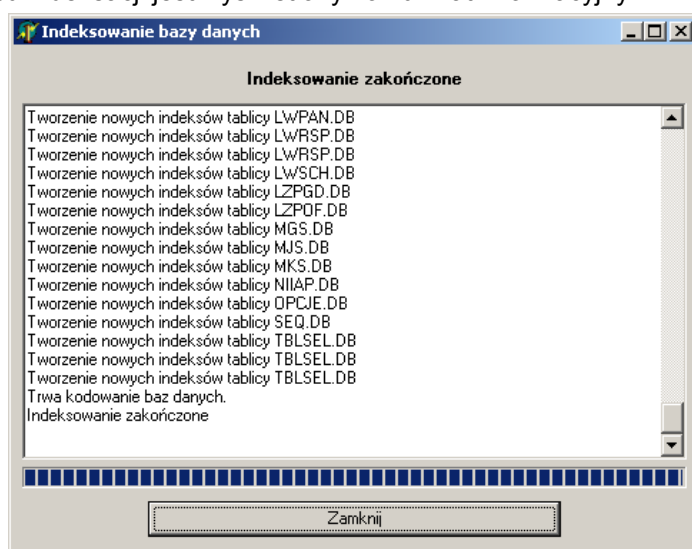 Indeksowanie bazy danych
Indeksowanie zakończone
Tworzenie nowych indeksów tablicy LWPAN.DB
Tworzenie nowych indeksów tablicy LWRSP.DB
Tworzenie nowych indeksów tablicy LWRSP.DB
Tworzenie nowych indeksów tablicy LWSCH.DB
Tworzenie nowych indeksów tablicy LZPGD.DB
Tworzenie nowych indeksów tablicy LZPOF.DB
Tworzenie nowych indeksów tablicy MGS.DB
Tworzenie nowych indeksów tablicy MJS.DB
Tworzenie nowych indeksów tablicy MKS.DB
Tworzenie nowych indeksów tablicy NIIAP.DB
Tworzenie nowych indeksów tablicy OPCJE.DB
Tworzenie nowych indeksów tablicy SEQ.DB
Tworzenie nowych indeksów tablicy TBLSEL.DB
Tworzenie nowych indeksów tablicy TBLSEL.DB
Tworzenie nowych indeksów tablicy TBLSEL.DB
Trwa kodowanie baz danych.
Indeksowanie zakończone
Zamknij